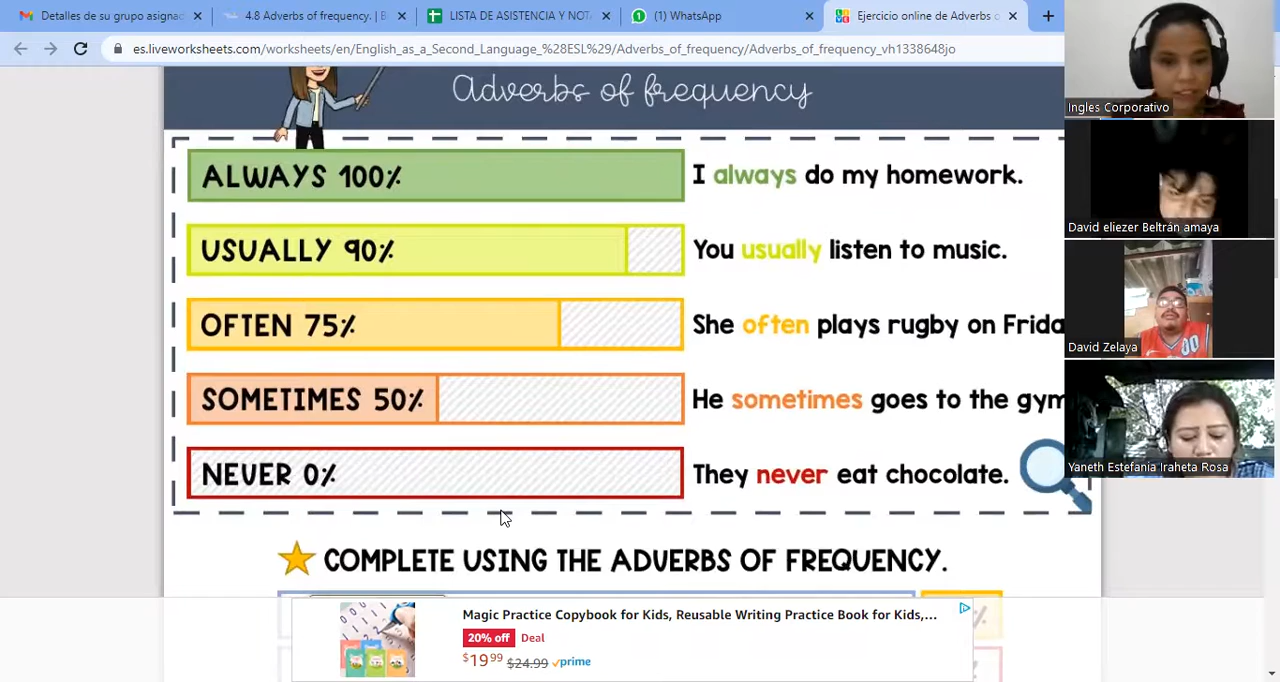 Detalles de su grupo asignad
4.8 Adverbs of frequency. | B
LISTA DE ASISTENCIA Y NOT
(1) WhatsApp
Ejercicio online de Adverbs o
es.liveworksheets.com/worksheets/en/English_as_a_Second_Language_%28ESL%29/Adverbs_of_frequency/Adverbs_of_frequency_vh1338648jo
Adverbs of frequency
ALWAYS 100%
I always do my homework.
USUALLY 90%
You usually listen to music.
OFTEN 75%
She often plays rugby on Frida
SOMETIMES 50%
He sometimes goes to the gym
NEVER 0%
They never eat chocolate.
COMPLETE USING THE ADVERBS OF FREQUENCY.
Magic Practice Copybook for Kids, Reusable Writing Practice Book for Kids,...
20% off Deal
$19.99 $24.99 prime
Ingles Corporativo
David eliezer Beltrán amaya
David Zelaya
Yaneth Estefanía Iraheta Rosa